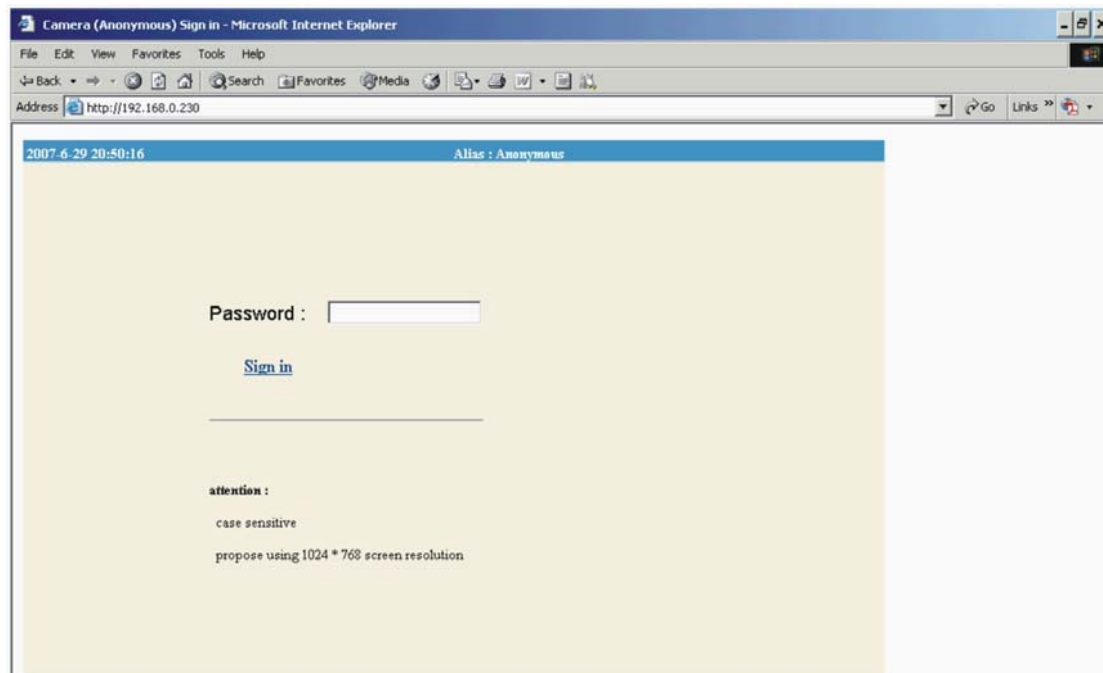 Camera (Anonymous) Sign in - Microsoft Internet Explorer
File Edit View Favorites Tools Help
Back Search Favorites Media
Address http://192.168.0.230 Go Links »
2007-6-29 20:50:16 Alias : Anonymous
Password :
Sign in
attention :
case sensitive
propose using 1024 * 768 screen resolution